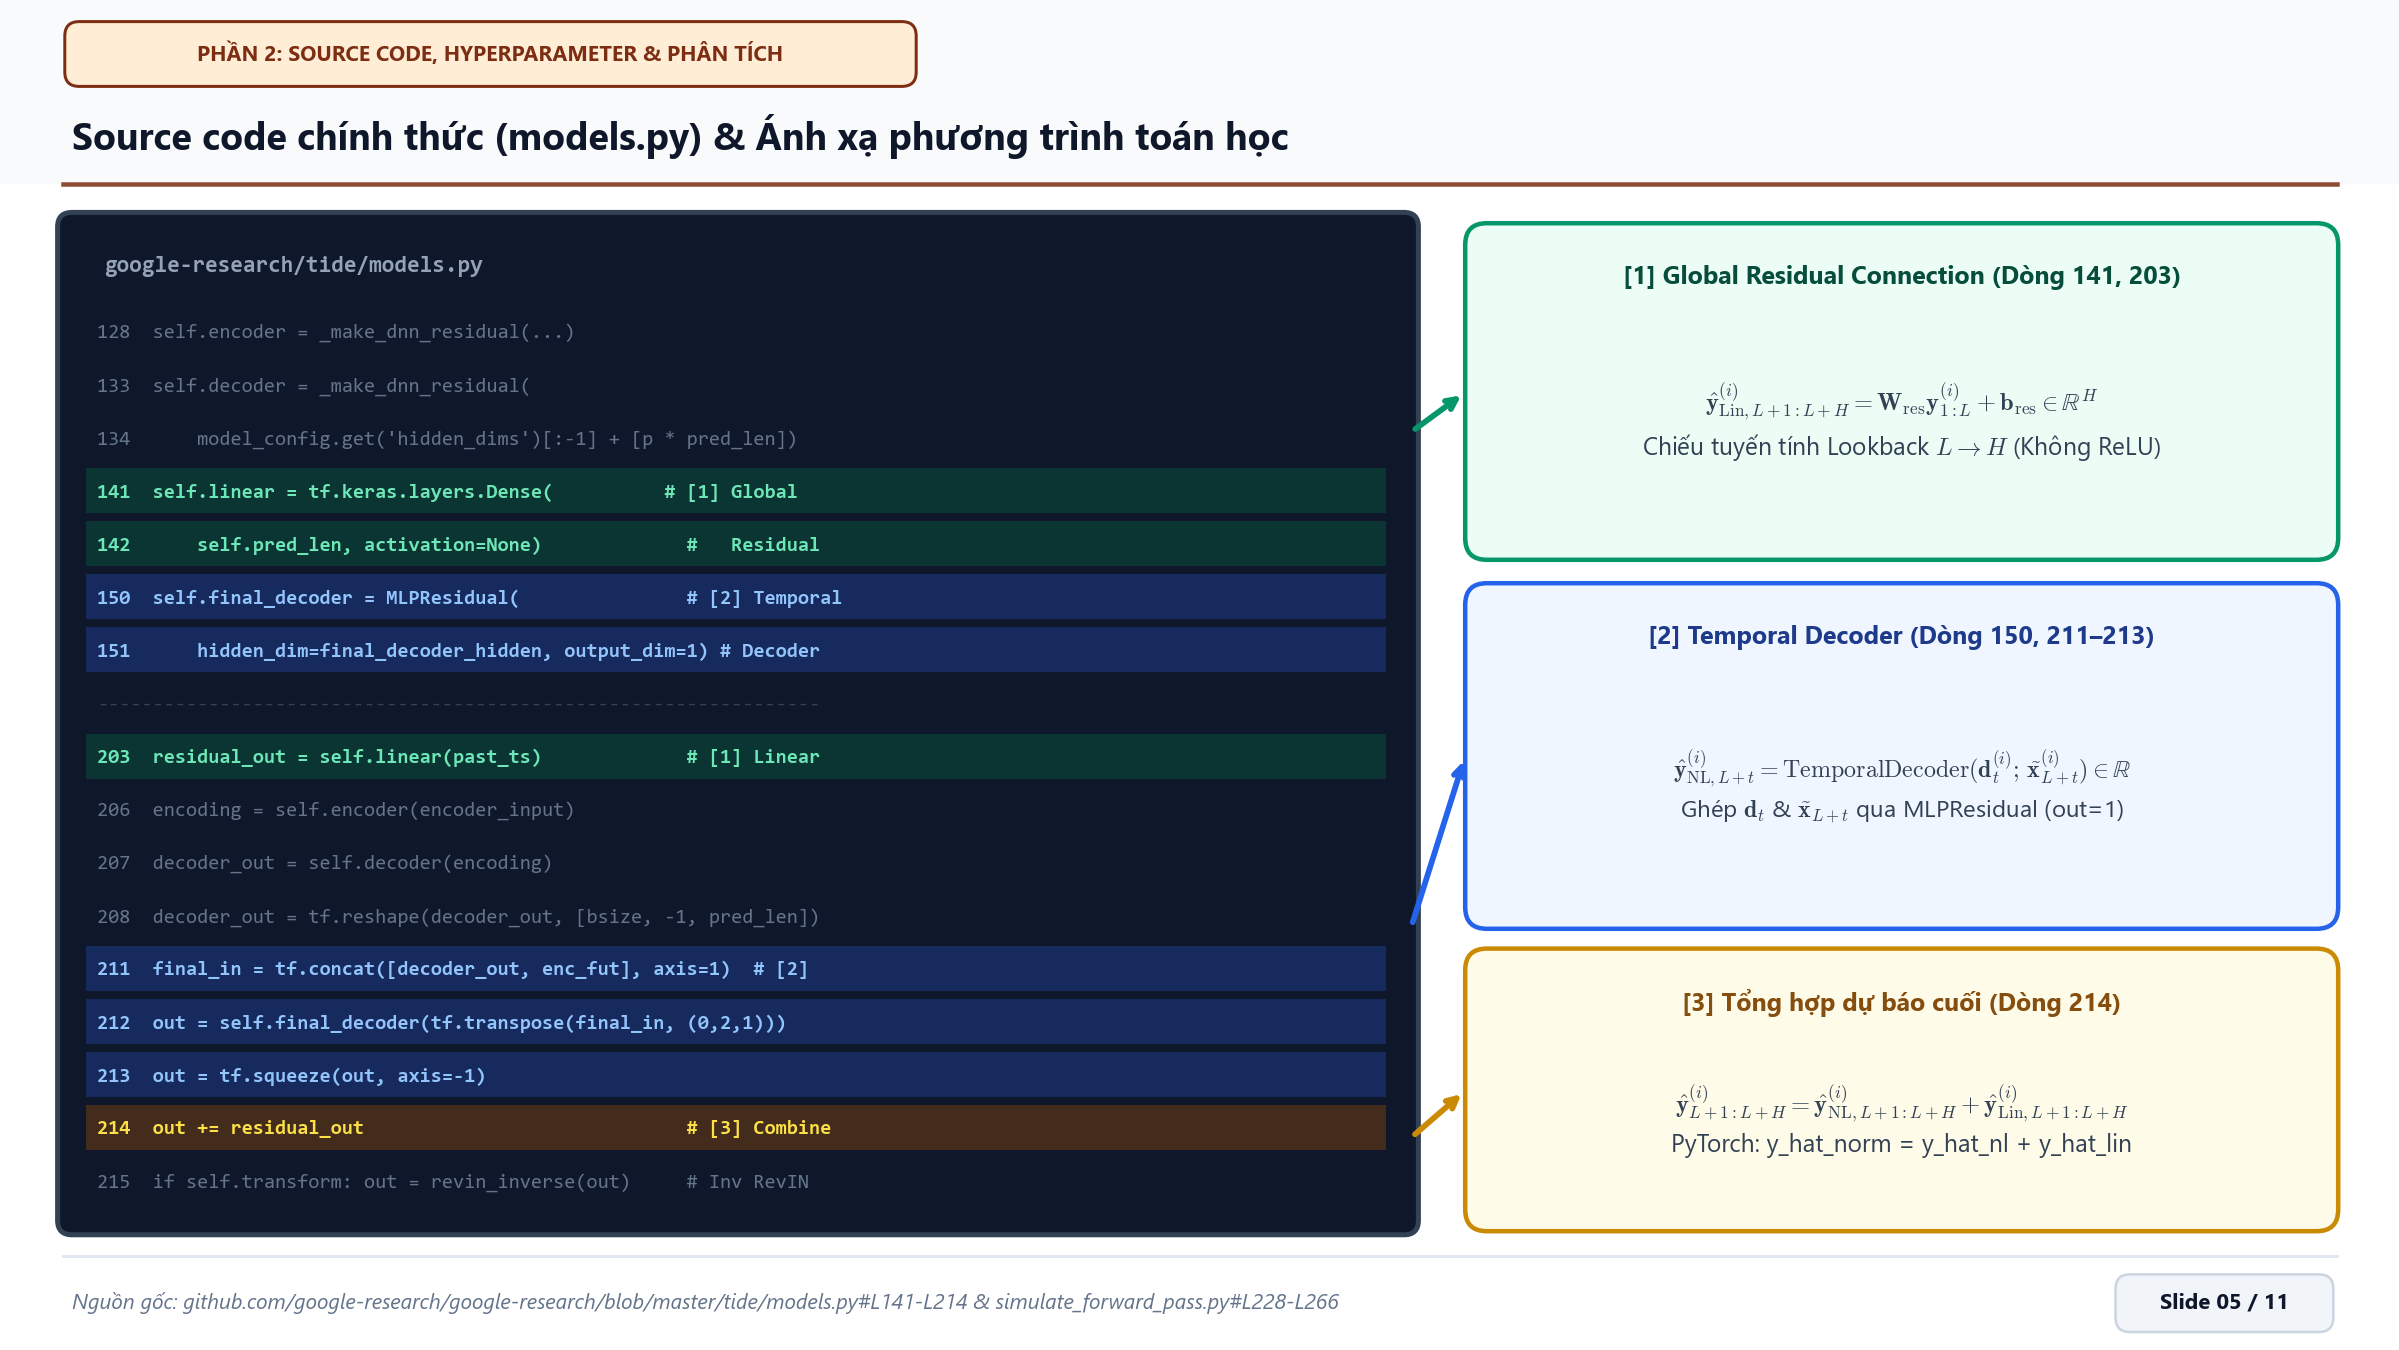 PHẦN 2: SOURCE CODE, HYPERPARAMETER & PHÂN TÍCH
Source code chính thức (models.py) & Ánh xạ phương trình toán học
google-research/tide/models.py
128  self.encoder = _make_dnn_residual(...)
133  self.decoder = _make_dnn_residual(
134      model_config.get('hidden_dims')[:-1] + [p * pred_len])
141  self.linear = tf.keras.layers.Dense(          # [1] Global
142      self.pred_len, activation=None)             #   Residual
150  self.final_decoder = MLPResidual(               # [2] Temporal
151      hidden_dim=final_decoder_hidden, output_dim=1) # Decoder
-----------------------------------------------------------------
203  residual_out = self.linear(past_ts)             # [1] Linear
206  encoding = self.encoder(encoder_input)
207  decoder_out = self.decoder(encoding)
208  decoder_out = tf.reshape(decoder_out, [bsize, -1, pred_len])
211  final_in = tf.concat([decoder_out, enc_fut], axis=1)  # [2]
212  out = self.final_decoder(tf.transpose(final_in, (0,2,1)))
213  out = tf.squeeze(out, axis=-1)
214  out += residual_out                             # [3] Combine
215  if self.transform: out = revin_inverse(out)     # Inv RevIN
[1] Global Residual Connection (Dòng 141, 203)
ŷ^{(i)}_{Lin, L+1:L+H} = W_{res} y^{(i)}_{1:L} + b_{res} ∈ ℝ^H
Chiếu tuyến tính Lookback L → H (Không ReLU)
[2] Temporal Decoder (Dòng 150, 211–213)
ŷ^{(i)}_{NL, L+t} = TemporalDecoder(d^{(i)}_t; x̃^{(i)}_{L+t}) ∈ ℝ
Ghép d_t & x̃_{L+t} qua MLPResidual (out=1)
[3] Tổng hợp dự báo cuối (Dòng 214)
ŷ^{(i)}_{L+1:L+H} = ŷ^{(i)}_{NL, L+1:L+H} + ŷ^{(i)}_{Lin, L+1:L+H}
PyTorch: y_hat_norm = y_hat_nl + y_hat_lin
Nguồn gốc: github.com/google-research/google-research/blob/master/tide/models.py#L141-L214 & simulate_forward_pass.py#L228-L266
Slide 05 / 11